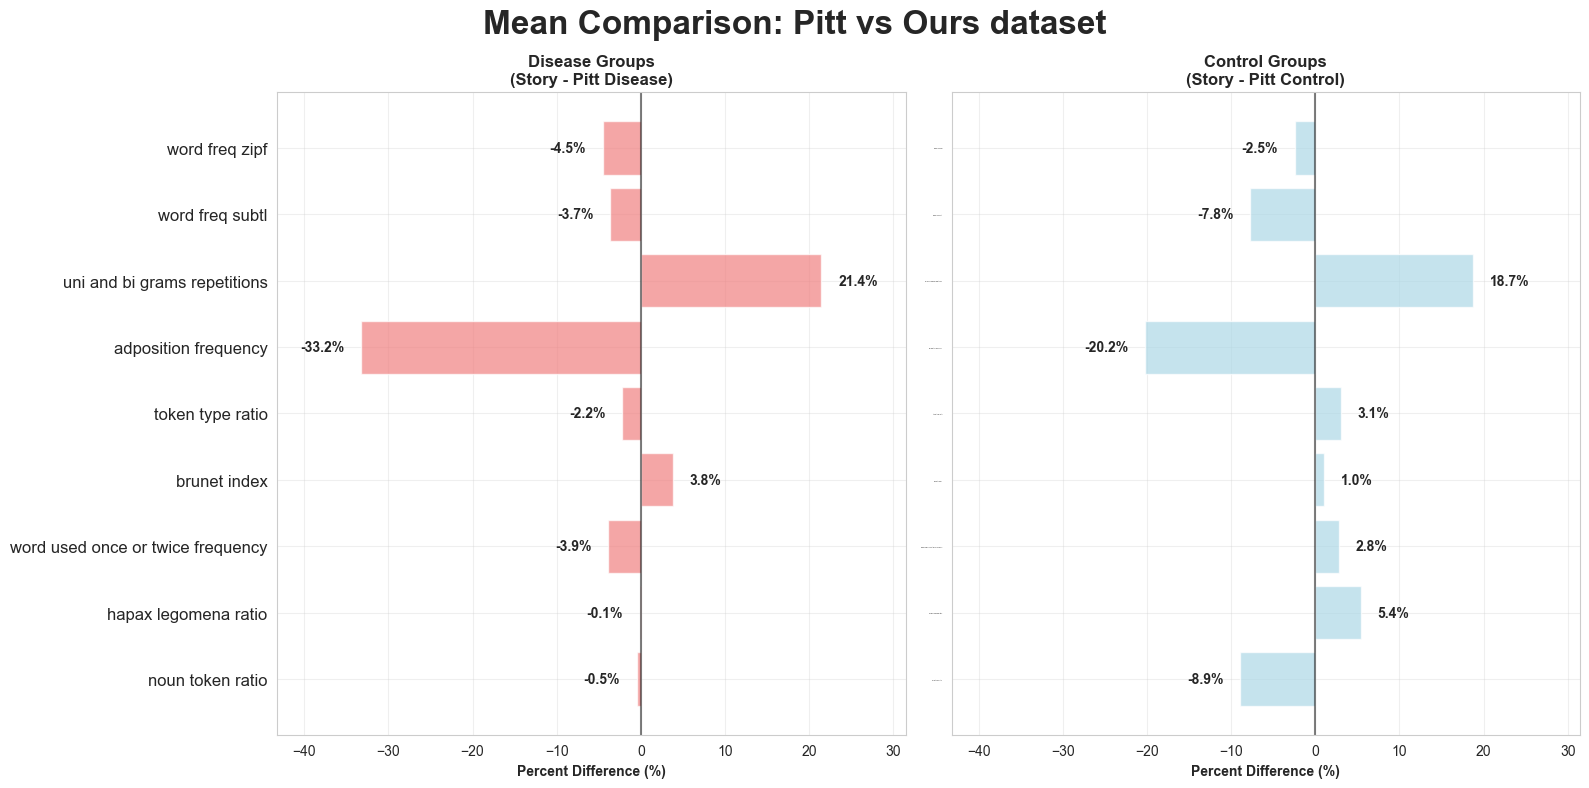 Mean Comparison: Pitt vs Ours dataset
Disease Groups
(Story - Pitt Disease)
word freq zipf
-4.5%
word freq subtl
-3.7%
uni and bi grams repetitions
21.4%
adposition frequency
-33.2%
token type ratio
-2.2%
brunet index
3.8%
word used once or twice frequency
-3.9%
hapax legomena ratio
-0.1%
noun token ratio
-0.5%
−40 −30 −20 −10 0 10 20 30
Percent Difference (%)
Control Groups
(Story - Pitt Control)
-2.5%
-7.8%
18.7%
-20.2%
3.1%
1.0%
2.8%
5.4%
-8.9%
−40 −30 −20 −10 0 10 20 30
Percent Difference (%)